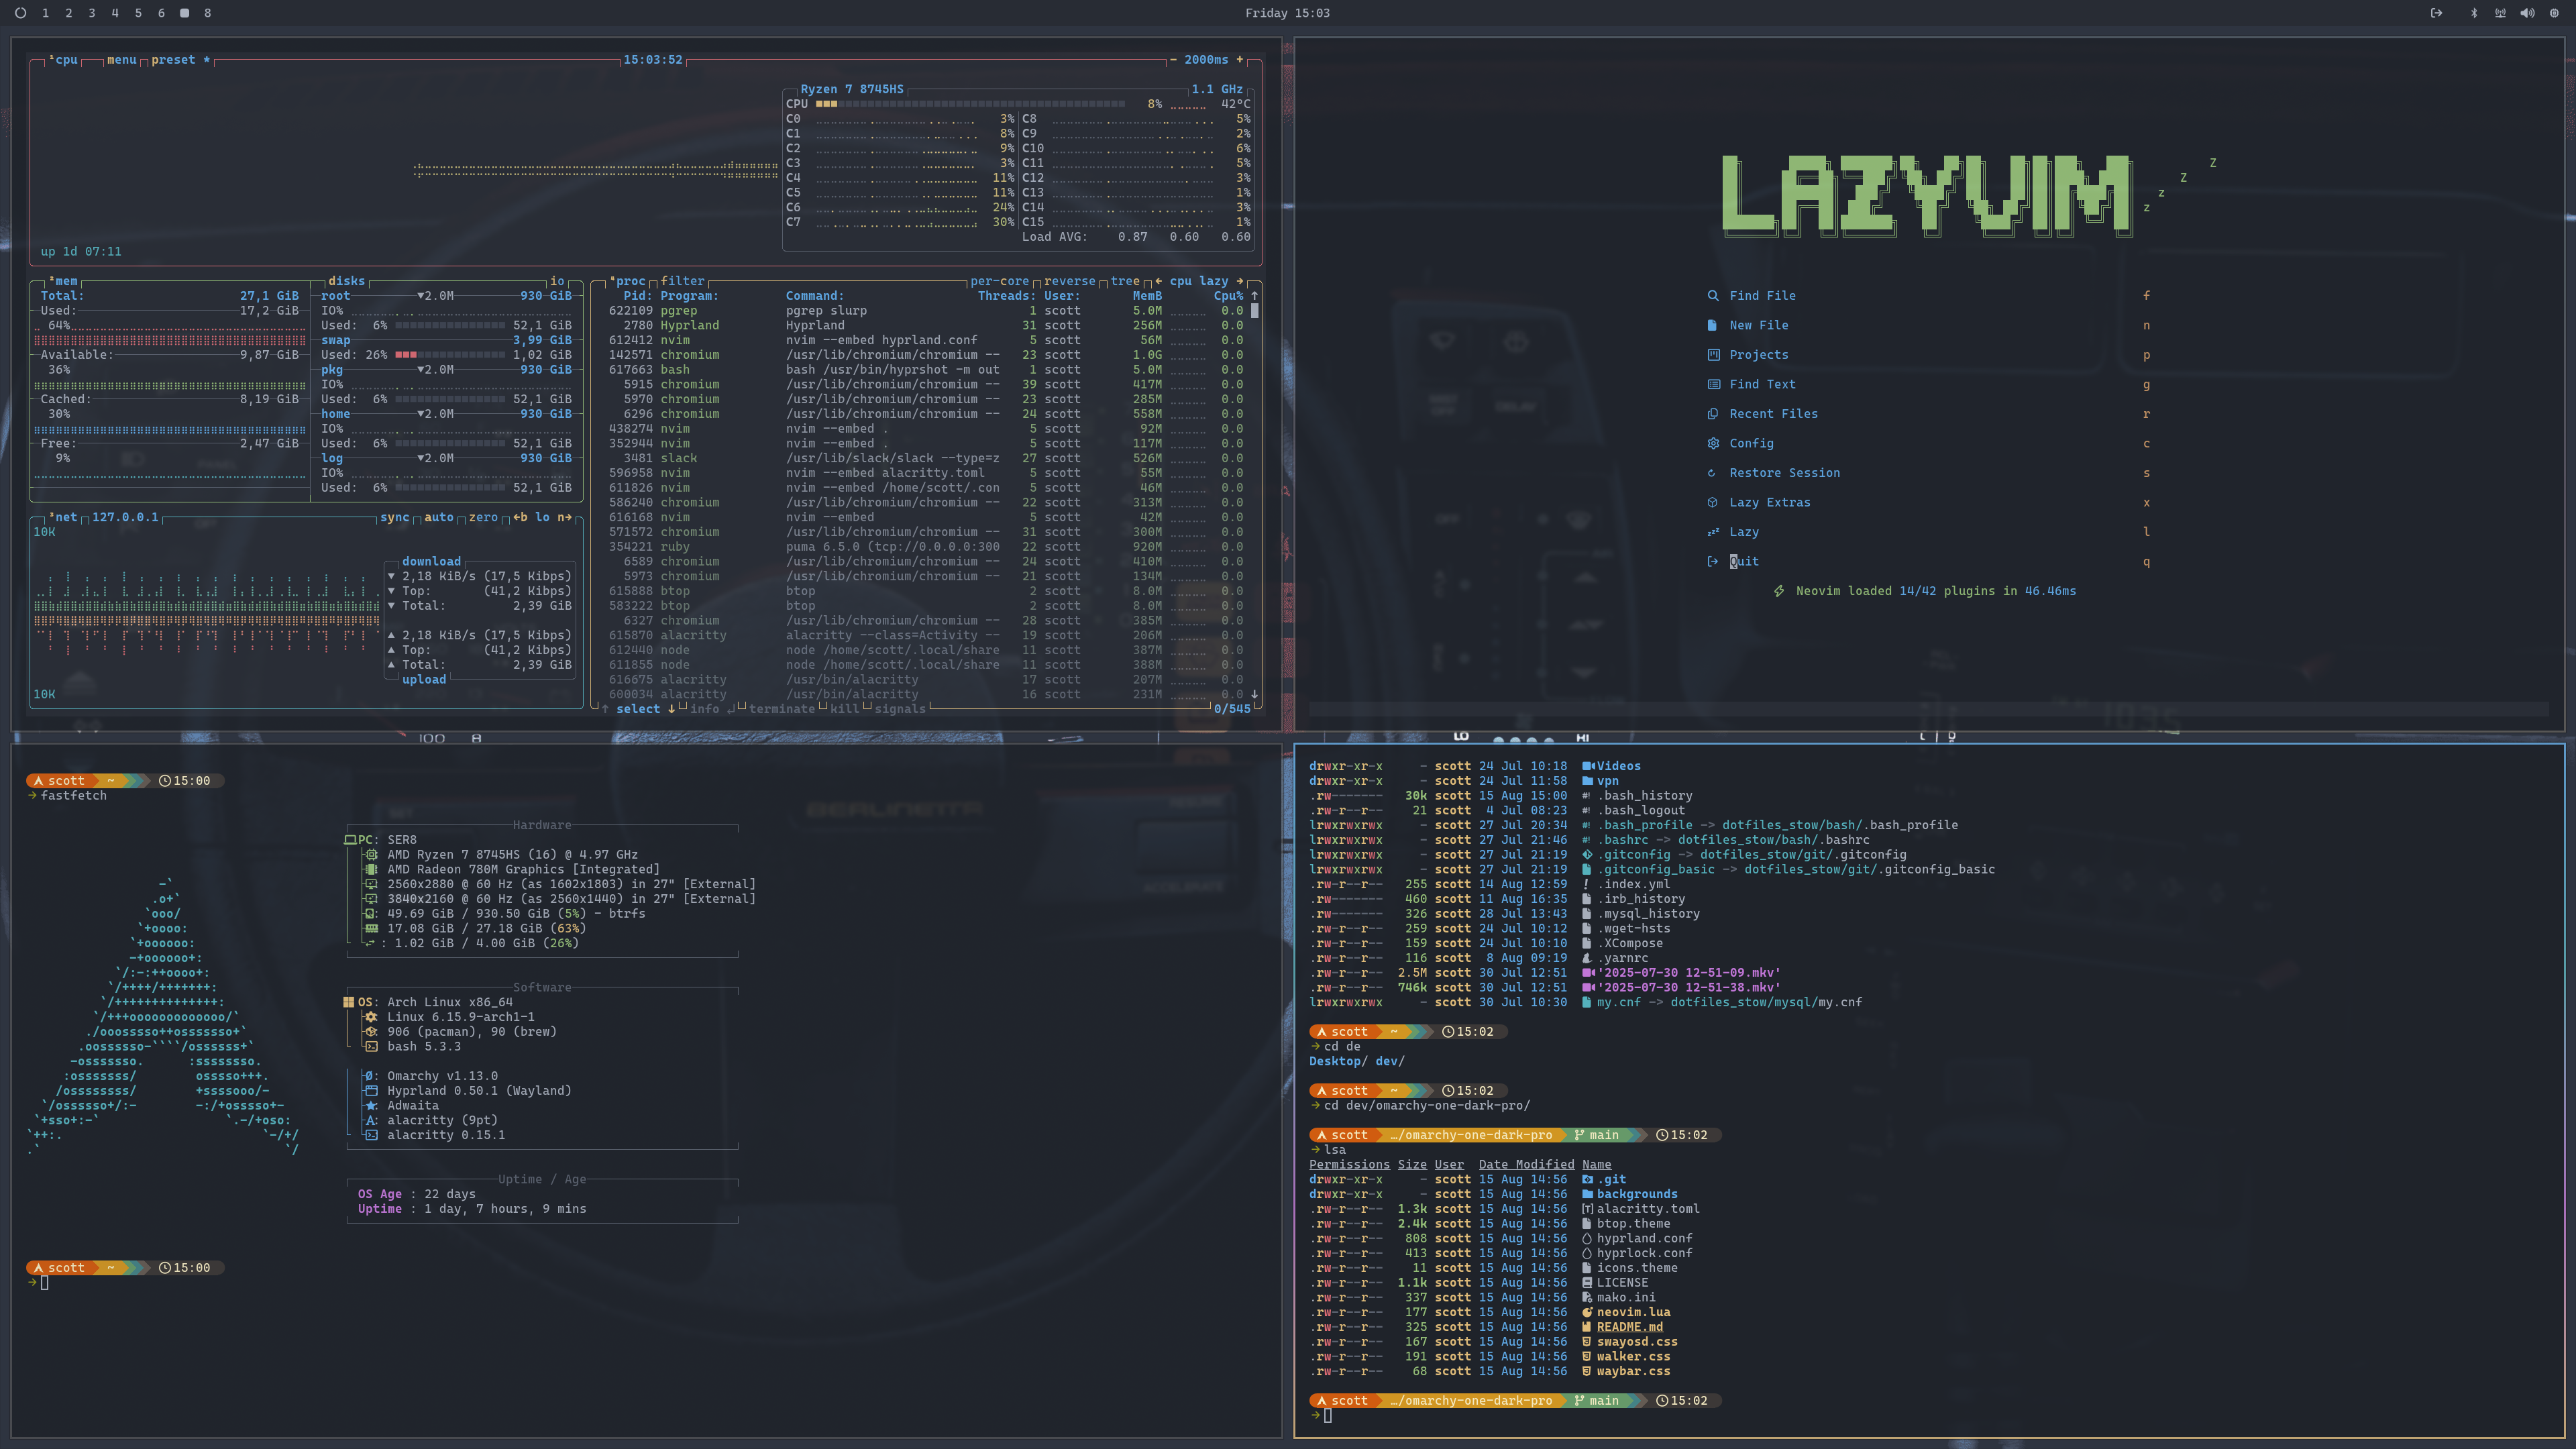 1 2 3 4 5 6 8
Friday 15:03
¹cpu menu preset * 15:03:52 - 2000ms +
Ryzen 7 8745HS 1.1 GHz
CPU 8% 42°C
C0 3% C8 5%
C1 8% C9 2%
C2 9% C10 6%
C3 3% C11 5%
C4 11% C12 3%
C5 11% C13 1%
C6 24% C14 3%
C7 30% C15 1%
Load AVG: 0.87 0.60 0.60
up 1d 07:11
²mem disks io
Total: 27,1 GiB
Used: 17,2 GiB
64%
Available: 9,87 GiB
36%
Cached: 8,19 GiB
30%
Free: 2,47 GiB
9%
root ▼2.0M 930 GiB
IO%
Used: 6% 52,1 GiB
swap 3,99 GiB
Used: 26% 1,02 GiB
pkg ▼2.0M 930 GiB
IO%
Used: 6% 52,1 GiB
home ▼2.0M 930 GiB
IO%
Used: 6% 52,1 GiB
log ▼2.0M 930 GiB
IO%
Used: 6% 52,1 GiB
³net 127.0.0.1 sync auto zero ←b lo n→
10K
download
▼ 2,18 KiB/s (17,5 Kibps)
▼ Top: (41,2 Kibps)
▼ Total: 2,39 GiB
▲ 2,18 KiB/s (17,5 Kibps)
▲ Top: (41,2 Kibps)
▲ Total: 2,39 GiB
upload
10K
⁴proc filter per-core reverse tree ← cpu lazy →
Pid: Program: Command: Threads: User: MemB Cpu% ↑
622109 pgrep pgrep slurp 1 scott 5.0M 0.0
2780 Hyprland Hyprland 31 scott 256M 0.0
612412 nvim nvim --embed hyprland.conf 5 scott 56M 0.0
142571 chromium /usr/lib/chromium/chromium -- 23 scott 1.0G 0.0
617663 bash bash /usr/bin/hyprshot -m out 1 scott 5.0M 0.0
5915 chromium /usr/lib/chromium/chromium -- 39 scott 417M 0.0
5970 chromium /usr/lib/chromium/chromium -- 23 scott 285M 0.0
6296 chromium /usr/lib/chromium/chromium -- 24 scott 558M 0.0
438274 nvim nvim --embed . 5 scott 92M 0.0
352944 nvim nvim --embed . 5 scott 117M 0.0
3481 slack /usr/lib/slack/slack --type=z 27 scott 526M 0.0
596958 nvim nvim --embed alacritty.toml 5 scott 55M 0.0
611826 nvim nvim --embed /home/scott/.con 5 scott 46M 0.0
586240 chromium /usr/lib/chromium/chromium -- 22 scott 313M 0.0
616168 nvim nvim --embed 5 scott 42M 0.0
571572 chromium /usr/lib/chromium/chromium -- 31 scott 300M 0.0
354221 ruby puma 6.5.0 (tcp://0.0.0.0:300 22 scott 920M 0.0
6589 chromium /usr/lib/chromium/chromium -- 24 scott 410M 0.0
5973 chromium /usr/lib/chromium/chromium -- 21 scott 134M 0.0
615888 btop btop 2 scott 8.0M 0.0
583222 btop btop 2 scott 8.0M 0.0
6327 chromium /usr/lib/chromium/chromium -- 28 scott 385M 0.0
615870 alacritty alacritty --class=Activity -- 19 scott 206M 0.0
612440 node node /home/scott/.local/share 11 scott 387M 0.0
611855 node node /home/scott/.local/share 11 scott 388M 0.0
616675 alacritty /usr/bin/alacritty 17 scott 207M 0.0
600034 alacritty /usr/bin/alacritty 16 scott 231M 0.0 ↓
↑ select ↓ info ↵ terminate kill signals 0/545
LAZYVIM z z Z Z
Find File f
New File n
Projects p
Find Text g
Recent Files r
Config c
Restore Session s
Lazy Extras x
Lazy l
Quit q
Neovim loaded 14/42 plugins in 46.46ms
scott ~ 15:00
→ fastfetch
Hardware
PC: SER8
AMD Ryzen 7 8745HS (16) @ 4.97 GHz
AMD Radeon 780M Graphics [Integrated]
2560x2880 @ 60 Hz (as 1602x1803) in 27" [External]
3840x2160 @ 60 Hz (as 2560x1440) in 27" [External]
49.69 GiB / 930.50 GiB (5%) - btrfs
17.08 GiB / 27.18 GiB (63%)
: 1.02 GiB / 4.00 GiB (26%)
Software
OS: Arch Linux x86_64
Linux 6.15.9-arch1-1
906 (pacman), 90 (brew)
bash 5.3.3
Omarchy v1.13.0
Hyprland 0.50.1 (Wayland)
Adwaita
alacritty (9pt)
alacritty 0.15.1
Uptime / Age
OS Age : 22 days
Uptime : 1 day, 7 hours, 9 mins
scott ~ 15:00
→
drwxr-xr-x - scott 24 Jul 10:18 Videos
drwxr-xr-x - scott 24 Jul 11:58 vpn
.rw------- 30k scott 15 Aug 15:00 .bash_history
.rw-r--r-- 21 scott 4 Jul 08:23 .bash_logout
lrwxrwxrwx - scott 27 Jul 20:34 .bash_profile -> dotfiles_stow/bash/.bash_profile
lrwxrwxrwx - scott 27 Jul 21:46 .bashrc -> dotfiles_stow/bash/.bashrc
lrwxrwxrwx - scott 27 Jul 21:19 .gitconfig -> dotfiles_stow/git/.gitconfig
lrwxrwxrwx - scott 27 Jul 21:19 .gitconfig_basic -> dotfiles_stow/git/.gitconfig_basic
.rw-r--r-- 255 scott 14 Aug 12:59 .index.yml
.rw------- 460 scott 11 Aug 16:35 .irb_history
.rw------- 326 scott 28 Jul 13:43 .mysql_history
.rw-r--r-- 259 scott 24 Jul 10:12 .wget-hsts
.rw-r--r-- 159 scott 24 Jul 10:10 .XCompose
.rw-r--r-- 116 scott 8 Aug 09:19 .yarnrc
.rw-r--r-- 2.5M scott 30 Jul 12:51 '2025-07-30 12-51-09.mkv'
.rw-r--r-- 746k scott 30 Jul 12:51 '2025-07-30 12-51-38.mkv'
lrwxrwxrwx - scott 30 Jul 10:30 my.cnf -> dotfiles_stow/mysql/my.cnf
scott ~ 15:02
→ cd de
Desktop/ dev/
scott ~ 15:02
→ cd dev/omarchy-one-dark-pro/
scott …/omarchy-one-dark-pro main 15:02
→ lsa
Permissions Size User Date Modified Name
drwxr-xr-x - scott 15 Aug 14:56 .git
drwxr-xr-x - scott 15 Aug 14:56 backgrounds
.rw-r--r-- 1.3k scott 15 Aug 14:56 alacritty.toml
.rw-r--r-- 2.4k scott 15 Aug 14:56 btop.theme
.rw-r--r-- 808 scott 15 Aug 14:56 hyprland.conf
.rw-r--r-- 413 scott 15 Aug 14:56 hyprlock.conf
.rw-r--r-- 11 scott 15 Aug 14:56 icons.theme
.rw-r--r-- 1.1k scott 15 Aug 14:56 LICENSE
.rw-r--r-- 337 scott 15 Aug 14:56 mako.ini
.rw-r--r-- 177 scott 15 Aug 14:56 neovim.lua
.rw-r--r-- 325 scott 15 Aug 14:56 README.md
.rw-r--r-- 167 scott 15 Aug 14:56 swayosd.css
.rw-r--r-- 191 scott 15 Aug 14:56 walker.css
.rw-r--r-- 68 scott 15 Aug 14:56 waybar.css
scott …/omarchy-one-dark-pro main 15:02
→